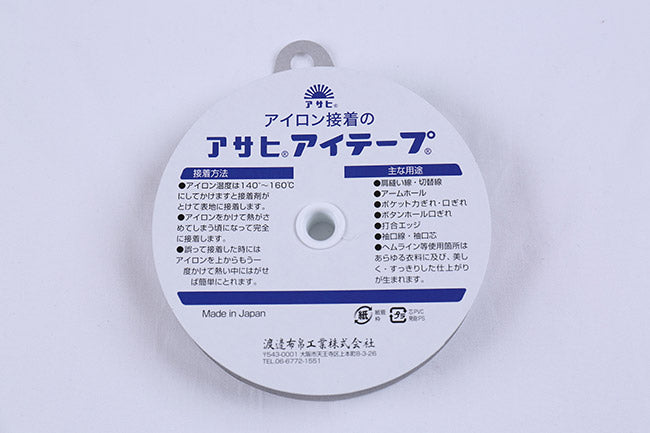 アサヒ®
アイロン接着の
アサヒ®アイテープ®
接着方法
●アイロン温度は140°〜160℃
にしてかけますと接着剤が
とけて表地に接着します。
●アイロンをかけて熱がさ
めてしまう頃になって完全
に接着します。
●誤って接着した時には
アイロンを上からもう一
度かけて熱い中にはがせ
ば簡単にとれます。
主な用途
●肩縫い線・切替線
●アームホール
●ポケット力ぎれ・口ぎれ
●ボタンホール口ぎれ
●打合エッジ
●袖口線・袖口芯
●ヘムライン等使用箇所は
あらゆる衣料に及び、美し
く・すっきりした仕上がり
が生まれます。
Made in Japan
紙
プラ
芯PVC
渡邊布帛工業株式会社
〒543-0001 大阪市天王寺区上本町8-3-26
TEL.06-6772-1551